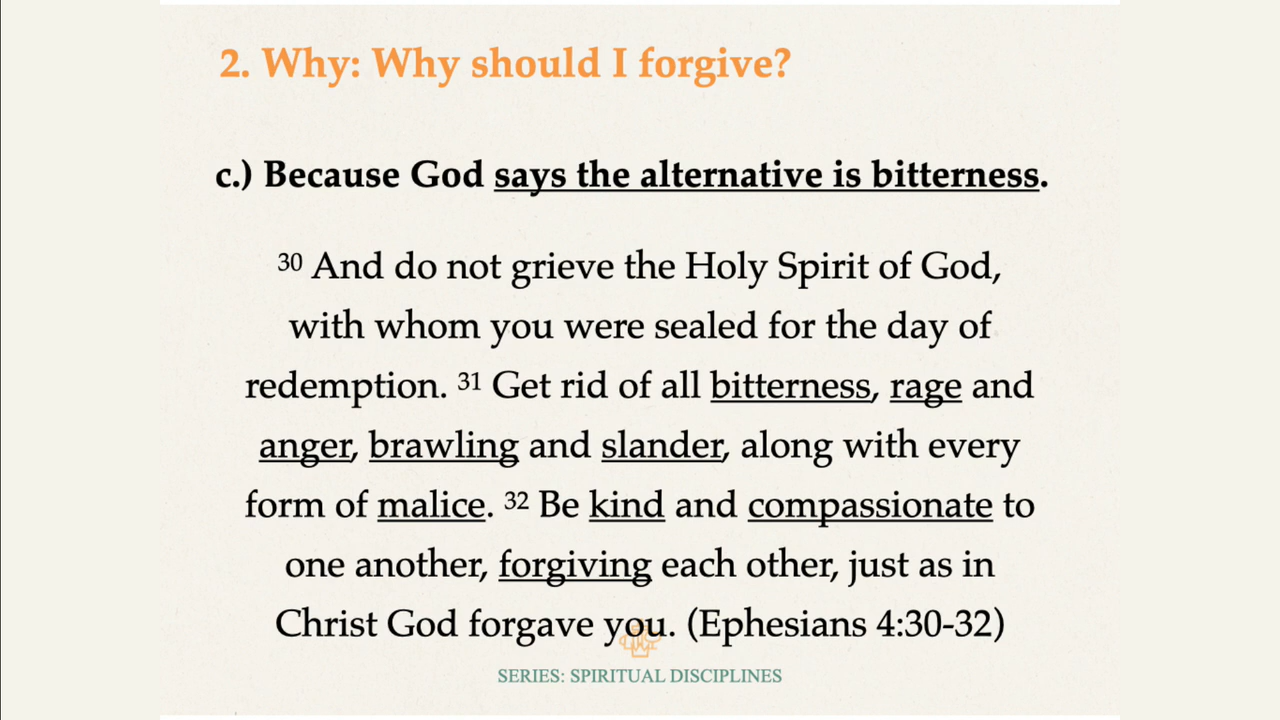 2. Why: Why should I forgive?
c.) Because God says the alternative is bitterness.
30 And do not grieve the Holy Spirit of God,
with whom you were sealed for the day of
redemption. 31 Get rid of all bitterness, rage and
anger, brawling and slander, along with every
form of malice. 32 Be kind and compassionate to
one another, forgiving each other, just as in
Christ God forgave you. (Ephesians 4:30-32)
SERIES: SPIRITUAL DISCIPLINES